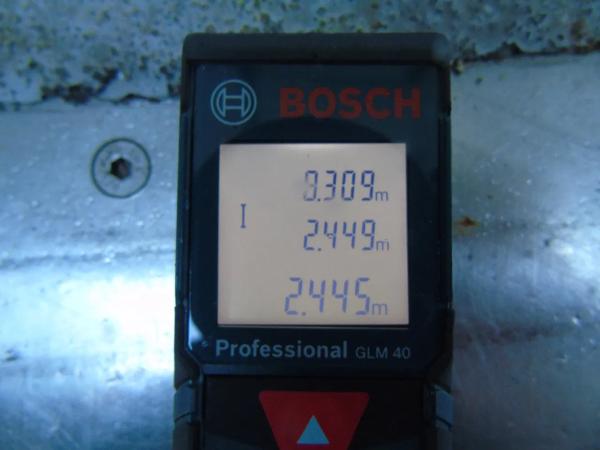 BOSCH
0.309m
I
2.449m
2.445m
Professional GLM 40